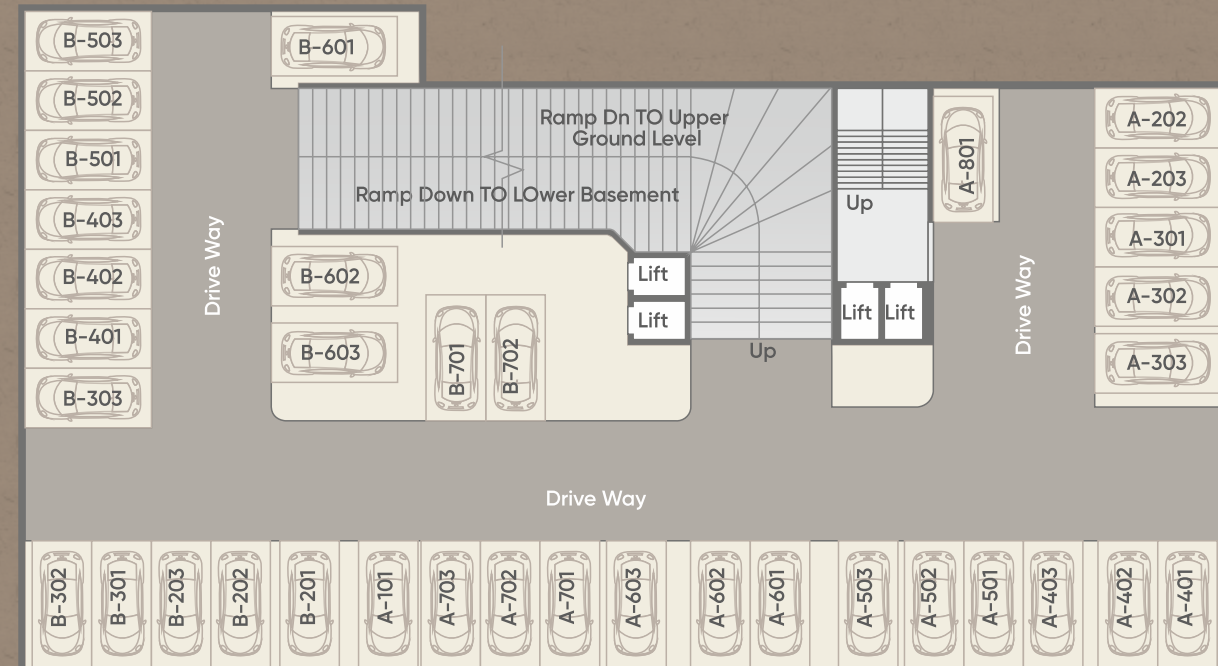 B-503
B-601
B-502
Ramp Dn TO Upper
Ground Level
A-801
A-202
B-501
A-203
Ramp Down TO LOwer Basement
B-403
Up
A-301
Drive Way
B-402
B-602
Lift
Drive Way
A-302
B-401
Lift
Lift
Lift
B-603
B-701
B-702
Up
A-303
B-303
Drive Way
B-302
B-301
B-203
B-202
B-201
A-101
A-703
A-702
A-701
A-603
A-602
A-601
A-503
A-502
A-501
A-403
A-402
A-401